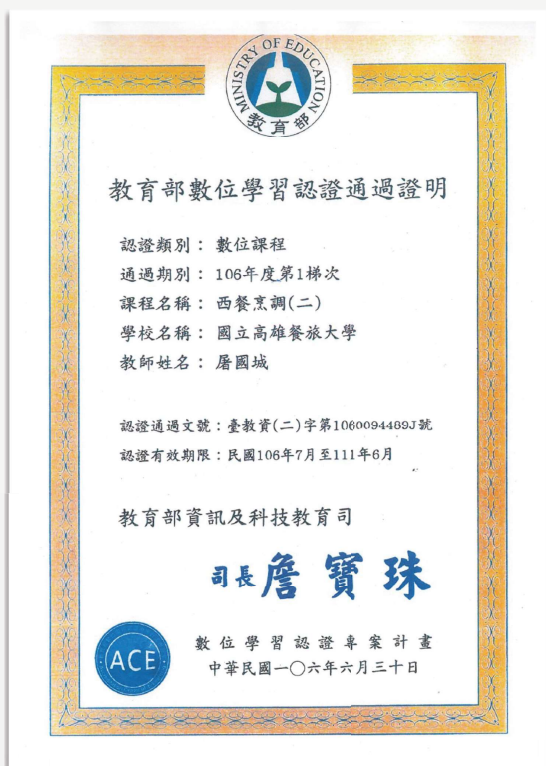 MINISTRY OF EDUCATION
教育部
教育部數位學習認證通過證明
認證類別：數位課程
通過期別：106年度第1梯次
課程名稱：西餐烹調(二)
學校名稱：國立高雄餐旅大學
教師姓名：屠國城
認證通過文號：臺教資(二)字第1060094489J號
認證有效期限：民國106年7月至111年6月
教育部資訊及科技教育司
司長詹寶珠
ACE
數位學習認證專案計畫
中華民國一○六年六月三十日